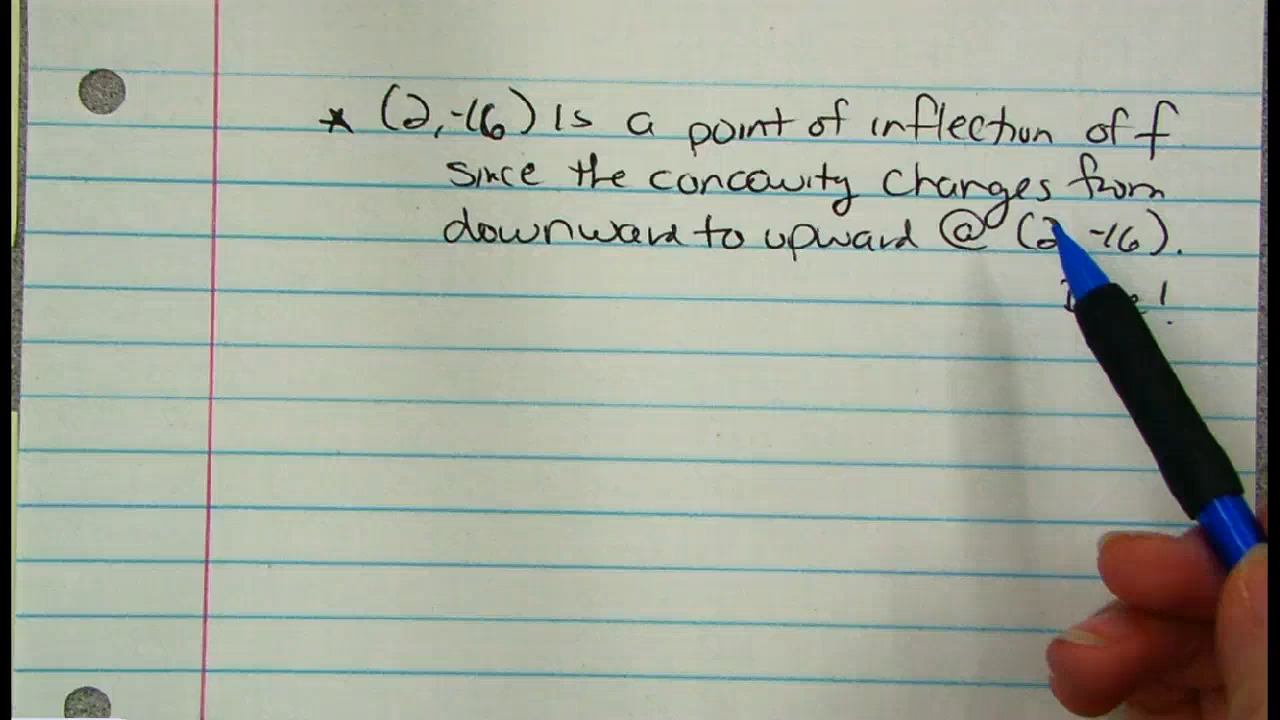 * (2,-16) is a point of inflection of f
since the concavity changes from
downward to upward @ (2 -16).